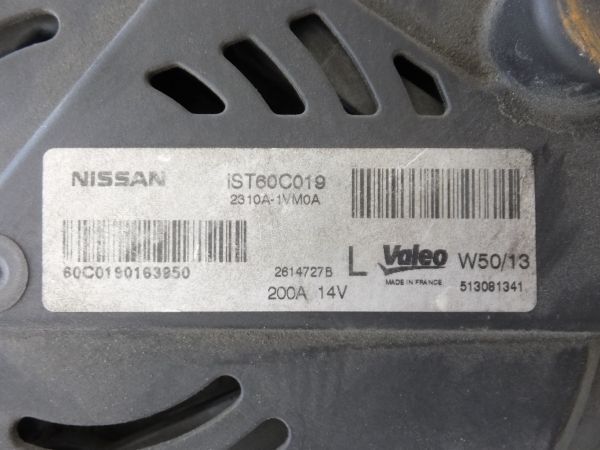 NISSAN iST60C019
2310A-1VM0A
60C0190163950
2614727B
200A 14V
L Valeo W50/13
MADE IN FRANCE
513081341